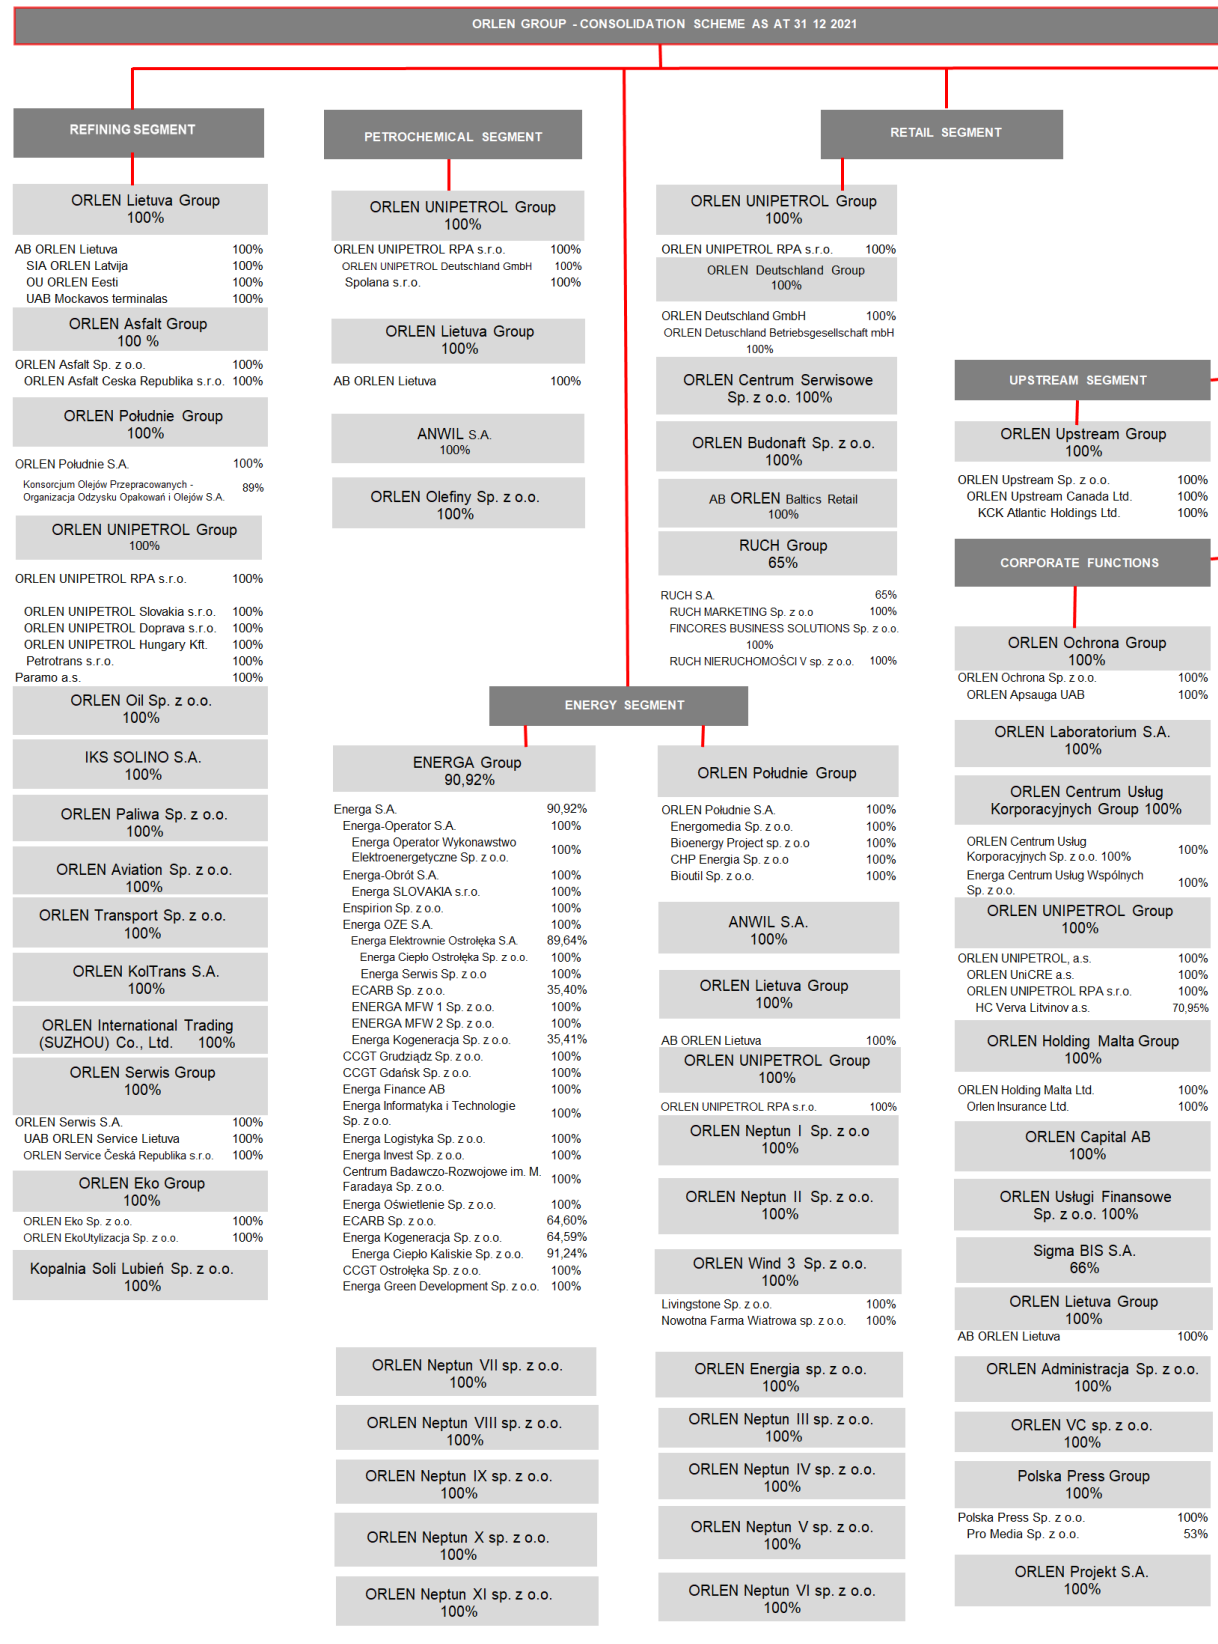 ORLEN GROUP - CONSOLIDATION SCHEME AS AT 31 12 2021
REFINING SEGMENT
ORLEN Lietuva Group
100%
AB ORLEN Lietuva 100%
SIA ORLEN Latvija 100%
OU ORLEN Eesti 100%
UAB Mockavos terminalas 100%
ORLEN Asfalt Group
100 %
ORLEN Asfalt Sp. z o.o. 100%
ORLEN Asfalt Ceska Republika s.r.o. 100%
ORLEN Południe Group
100%
ORLEN Południe S.A. 100%
Konsorcjum Olejów Przepracowanych -
Organizacja Odzysku Opakowań i Olejów S.A. 89%
ORLEN UNIPETROL Group
100%
ORLEN UNIPETROL RPA s.r.o. 100%
ORLEN UNIPETROL Slovakia s.r.o. 100%
ORLEN UNIPETROL Doprava s.r.o. 100%
ORLEN UNIPETROL Hungary Kft. 100%
Petrotrans s.r.o. 100%
Paramo a.s. 100%
ORLEN Oil Sp. z o.o.
100%
IKS SOLINO S.A.
100%
ORLEN Paliwa Sp. z o.o.
100%
ORLEN Aviation Sp. z o.o.
100%
ORLEN Transport Sp. z o.o.
100%
ORLEN KolTrans S.A.
100%
ORLEN International Trading
(SUZHOU) Co., Ltd. 100%
ORLEN Serwis Group
100%
ORLEN Serwis S.A. 100%
UAB ORLEN Service Lietuva 100%
ORLEN Service Česká Republika s.r.o. 100%
ORLEN Eko Group
100%
ORLEN Eko Sp. z o.o. 100%
ORLEN EkoUtylizacja Sp. z o.o. 100%
Kopalnia Soli Lubień Sp. z o.o.
100%
PETROCHEMICAL SEGMENT
ORLEN UNIPETROL Group
100%
ORLEN UNIPETROL RPA s.r.o. 100%
ORLEN UNIPETROL Deutschland GmbH 100%
Spolana s.r.o. 100%
ORLEN Lietuva Group
100%
AB ORLEN Lietuva 100%
ANWIL S.A.
100%
ORLEN Olefiny Sp. z o.o.
100%
RETAIL SEGMENT
ORLEN UNIPETROL Group
100%
ORLEN UNIPETROL RPA s.r.o. 100%
ORLEN Deutschland Group
100%
ORLEN Deutschland GmbH 100%
ORLEN Detuschland Betriebsgesellschaft mbH
100%
ORLEN Centrum Serwisowe
Sp. z o.o. 100%
ORLEN Budonaft Sp. z o.o.
100%
AB ORLEN Baltics Retail
100%
RUCH Group
65%
RUCH S.A. 65%
RUCH MARKETING Sp. z o.o 100%
FINCORES BUSINESS SOLUTIONS Sp. z o.o.
100%
RUCH NIERUCHOMOŚCI V sp. z o.o. 100%
ENERGY SEGMENT
ENERGA Group
90,92%
Energa S.A. 90,92%
Energa-Operator S.A. 100%
Energa Operator Wykonawstwo
Elektroenergetyczne Sp. z o.o. 100%
Energa-Obrót S.A. 100%
Energa SLOVAKIA s.r.o. 100%
Enspirion Sp. z o.o. 100%
Energa OZE S.A. 100%
Energa Elektrownie Ostrołęka S.A. 89,64%
Energa Ciepło Ostrołęka Sp. z o.o. 100%
Energa Serwis Sp. z o.o 100%
ECARB Sp. z o.o. 35,40%
ENERGA MFW 1 Sp. z o.o. 100%
ENERGA MFW 2 Sp. z o.o. 100%
Energa Kogeneracja Sp. z o.o. 35,41%
CCGT Grudziądz Sp. z o.o. 100%
CCGT Gdańsk Sp. z o.o. 100%
Energa Finance AB 100%
Energa Informatyka i Technologie
Sp. z o.o. 100%
Energa Logistyka Sp. z o.o. 100%
Energa Invest Sp. z o.o. 100%
Centrum Badawczo-Rozwojowe im. M.
Faradaya Sp. z o.o. 100%
Energa Oświetlenie Sp. z o.o. 100%
ECARB Sp. z o.o. 64,60%
Energa Kogeneracja Sp. z o.o. 64,59%
Energa Ciepło Kaliskie Sp. z o.o. 91,24%
CCGT Ostrołęka Sp. z o.o. 100%
Energa Green Development Sp. z o.o. 100%
ORLEN Neptun VII sp. z o.o.
100%
ORLEN Neptun VIII sp. z o.o.
100%
ORLEN Neptun IX sp. z o.o.
100%
ORLEN Neptun X sp. z o.o.
100%
ORLEN Neptun XI sp. z o.o.
100%
ORLEN Południe Group
ORLEN Południe S.A. 100%
Energomedia Sp. z o.o. 100%
Bioenergy Project sp. z o.o 100%
CHP Energia Sp. z o.o 100%
Bioutil Sp. z o.o. 100%
ANWIL S.A.
100%
ORLEN Lietuva Group
100%
AB ORLEN Lietuva 100%
ORLEN UNIPETROL Group
100%
ORLEN UNIPETROL RPA s.r.o. 100%
ORLEN Neptun I Sp. z o.o
100%
ORLEN Neptun II Sp. z o.o.
100%
ORLEN Wind 3 Sp. z o.o.
100%
Livingstone Sp. z o.o. 100%
Nowotna Farma Wiatrowa sp. z o.o. 100%
ORLEN Energia sp. z o.o.
100%
ORLEN Neptun III sp. z o.o.
100%
ORLEN Neptun IV sp. z o.o.
100%
ORLEN Neptun V sp. z o.o.
100%
ORLEN Neptun VI sp. z o.o.
100%
UPSTREAM SEGMENT
ORLEN Upstream Group
100%
ORLEN Upstream Sp. z o.o. 100%
ORLEN Upstream Canada Ltd. 100%
KCK Atlantic Holdings Ltd. 100%
CORPORATE FUNCTIONS
ORLEN Ochrona Group
100%
ORLEN Ochrona Sp. z o.o. 100%
ORLEN Apsauga UAB 100%
ORLEN Laboratorium S.A.
100%
ORLEN Centrum Usług
Korporacyjnych Group 100%
ORLEN Centrum Usług
Korporacyjnych Sp. z o.o. 100% 100%
Energa Centrum Usług Wspólnych
Sp. z o.o. 100%
ORLEN UNIPETROL Group
100%
ORLEN UNIPETROL, a.s. 100%
ORLEN UniCRE a.s. 100%
ORLEN UNIPETROL RPA s.r.o. 100%
HC Verva Litvinov a.s. 70,95%
ORLEN Holding Malta Group
100%
ORLEN Holding Malta Ltd. 100%
Orlen Insurance Ltd. 100%
ORLEN Capital AB
100%
ORLEN Usługi Finansowe
Sp. z o.o. 100%
Sigma BIS S.A.
66%
ORLEN Lietuva Group
100%
AB ORLEN Lietuva 100%
ORLEN Administracja Sp. z o.o.
100%
ORLEN VC sp. z o.o.
100%
Polska Press Group
100%
Polska Press Sp. z o.o. 100%
Pro Media Sp. z o.o. 53%
ORLEN Projekt S.A.
100%